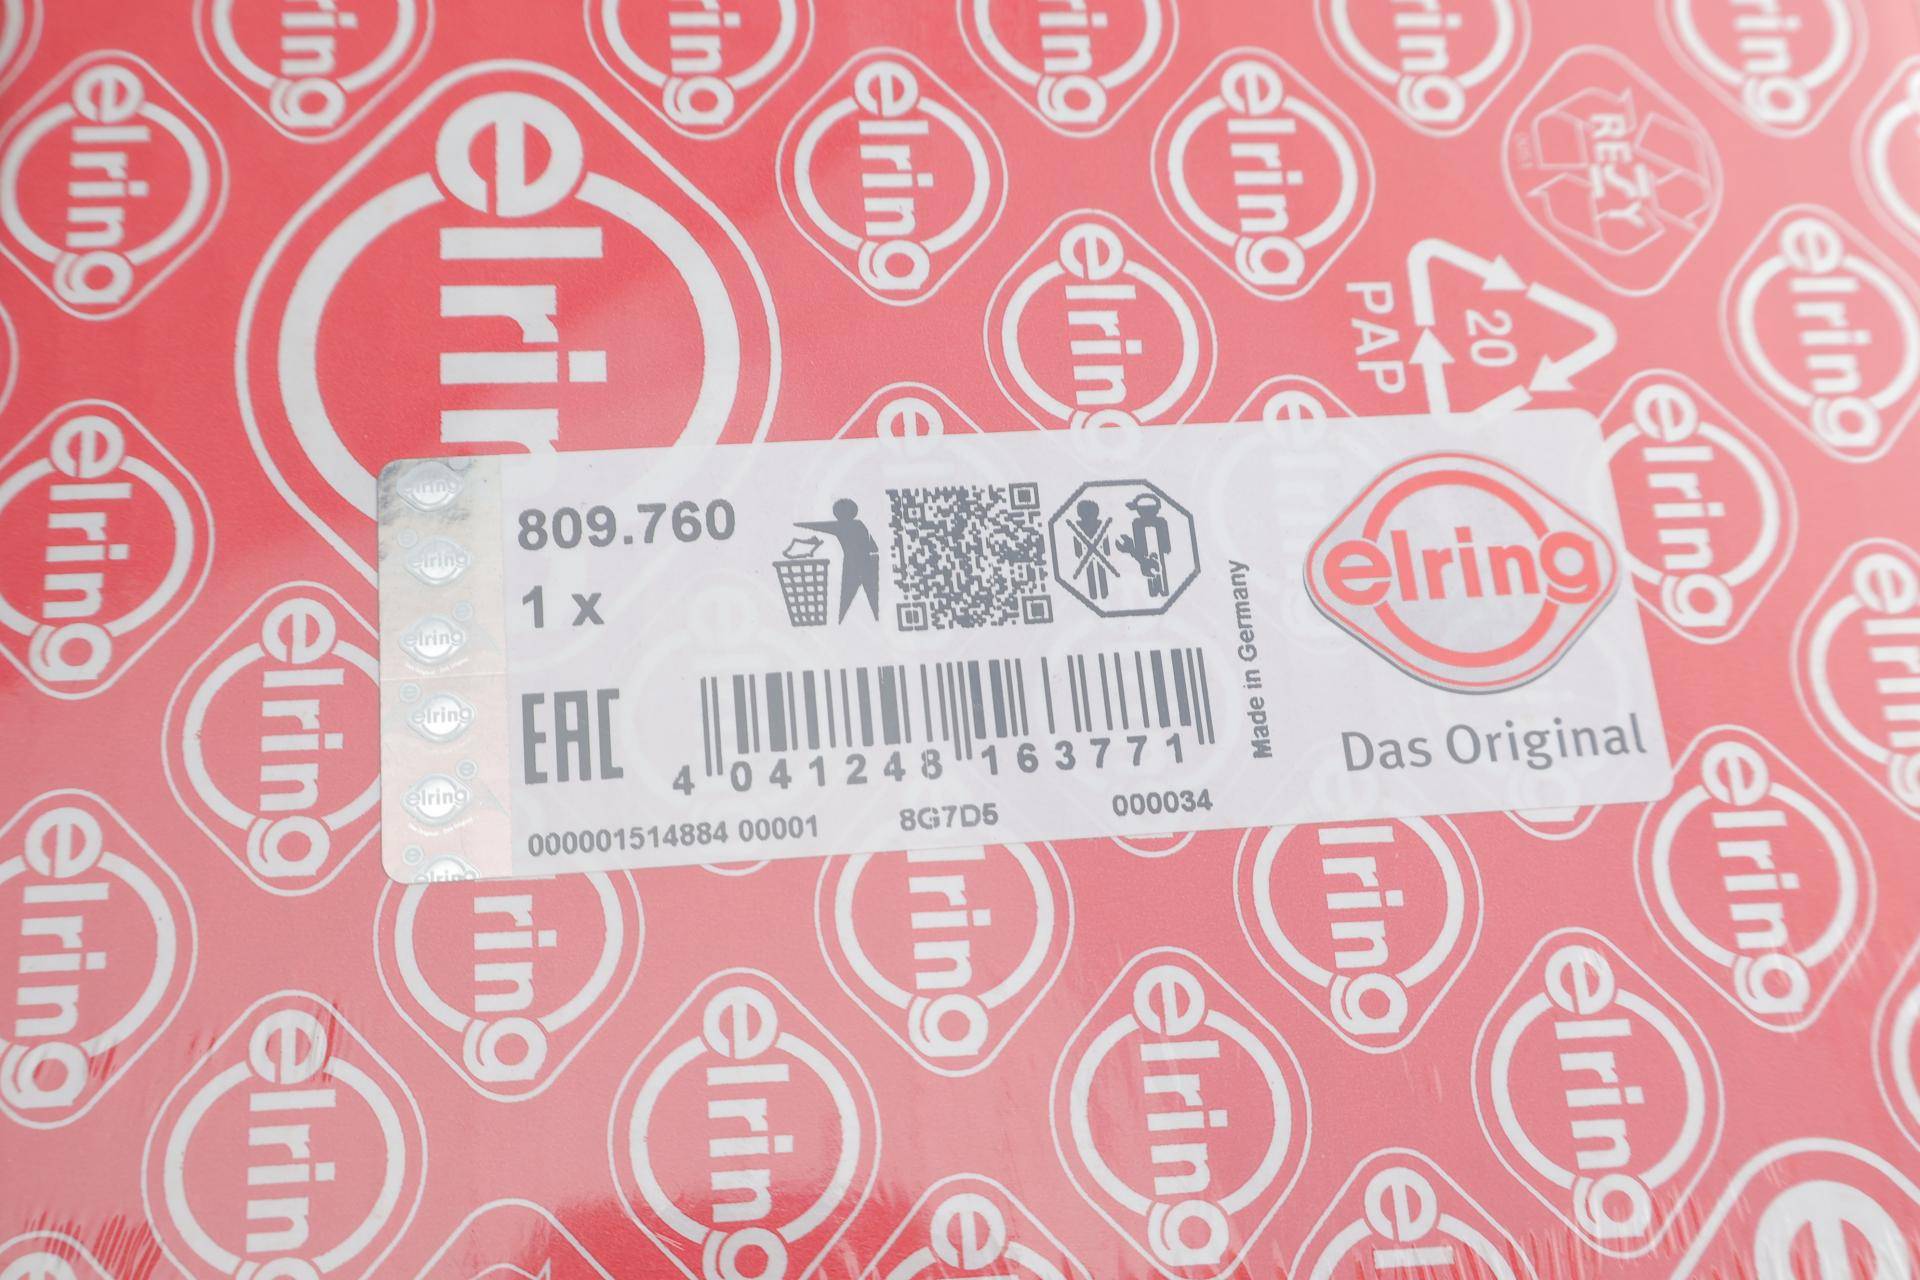 elring
RESY
20
PAP
809.760
1 x
EAC
4 041248 163771
000001514884 00001 8G7D5 000034
Made in Germany
elring
Das Original